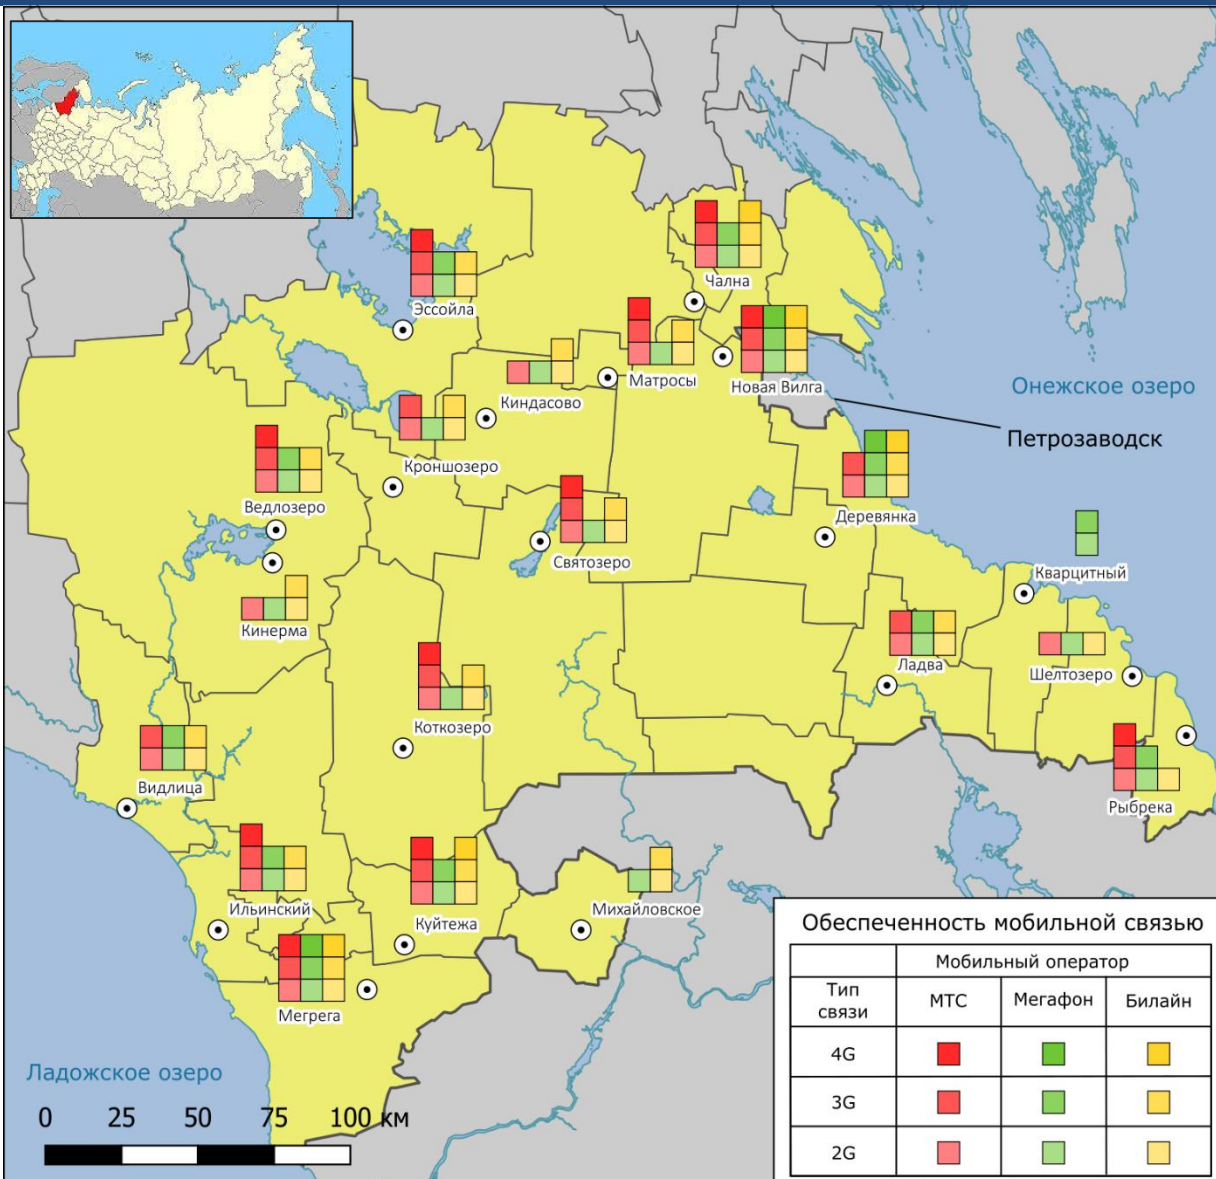 Чална
Эссойла
Матросы
Новая Вилга
Онежское озеро
Киндасово
Петрозаводск
Кроншозеро
Ведлозеро
Деревянка
Святозеро
Кварцитный
Кинерма
Ладва
Шелтозеро
Коткозеро
Видлица
Рыбрека
Ильинский
Куйтежа
Михайловское
Мегрега
Ладожское озеро
0 25 50 75 100 км
Обеспеченность мобильной связью
Мобильный оператор
Тип связи МТС Мегафон Билайн
4G
3G
2G